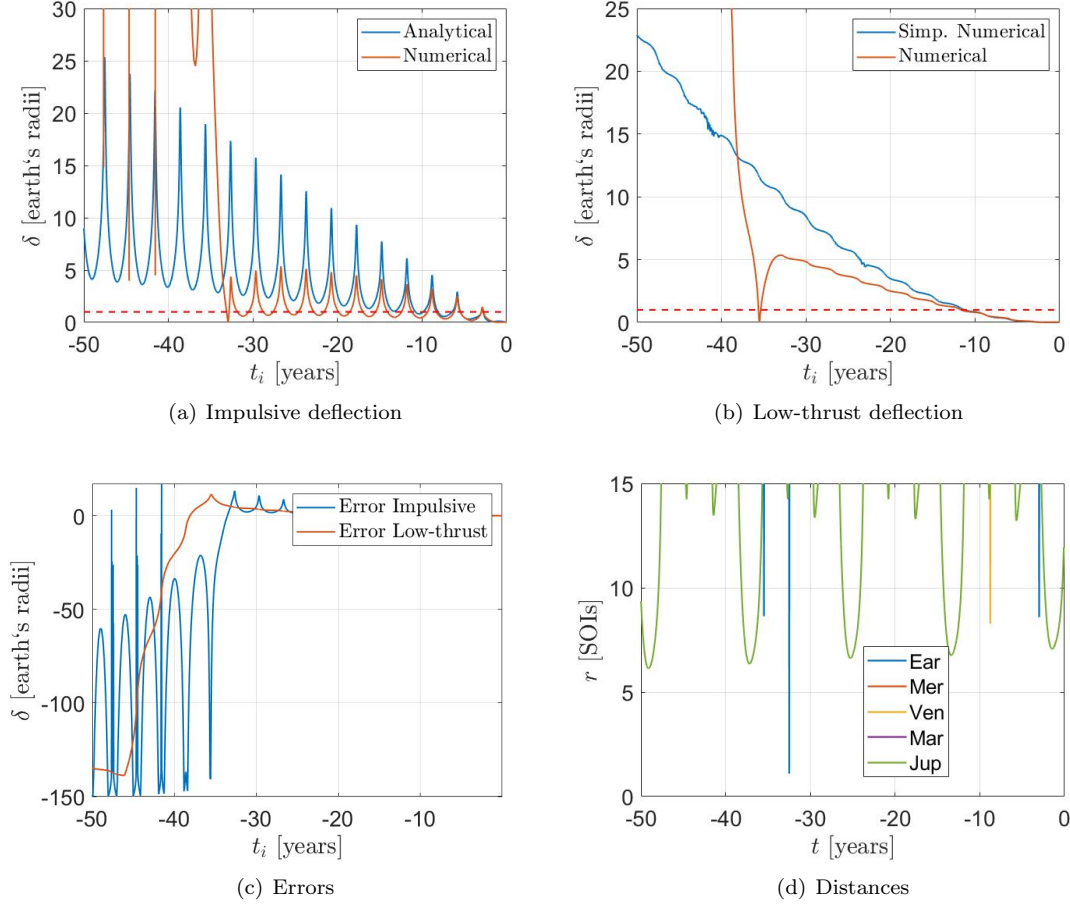 30
25
20
15
10
5
0
δ [earth‘s radii]
Analytical
Numerical
-50 -40 -30 -20 -10 0
t_i [years]
(a) Impulsive deflection
25
20
15
10
5
0
δ [earth‘s radii]
Simp. Numerical
Numerical
-50 -40 -30 -20 -10 0
t_i [years]
(b) Low-thrust deflection
0
-50
-100
-150
δ [earth‘s radii]
Error Impulsive
Error Low-thrust
-50 -40 -30 -20 -10
t_i [years]
(c) Errors
15
10
5
0
r [SOIs]
Ear
Mer
Ven
Mar
Jup
-50 -40 -30 -20 -10 0
t [years]
(d) Distances